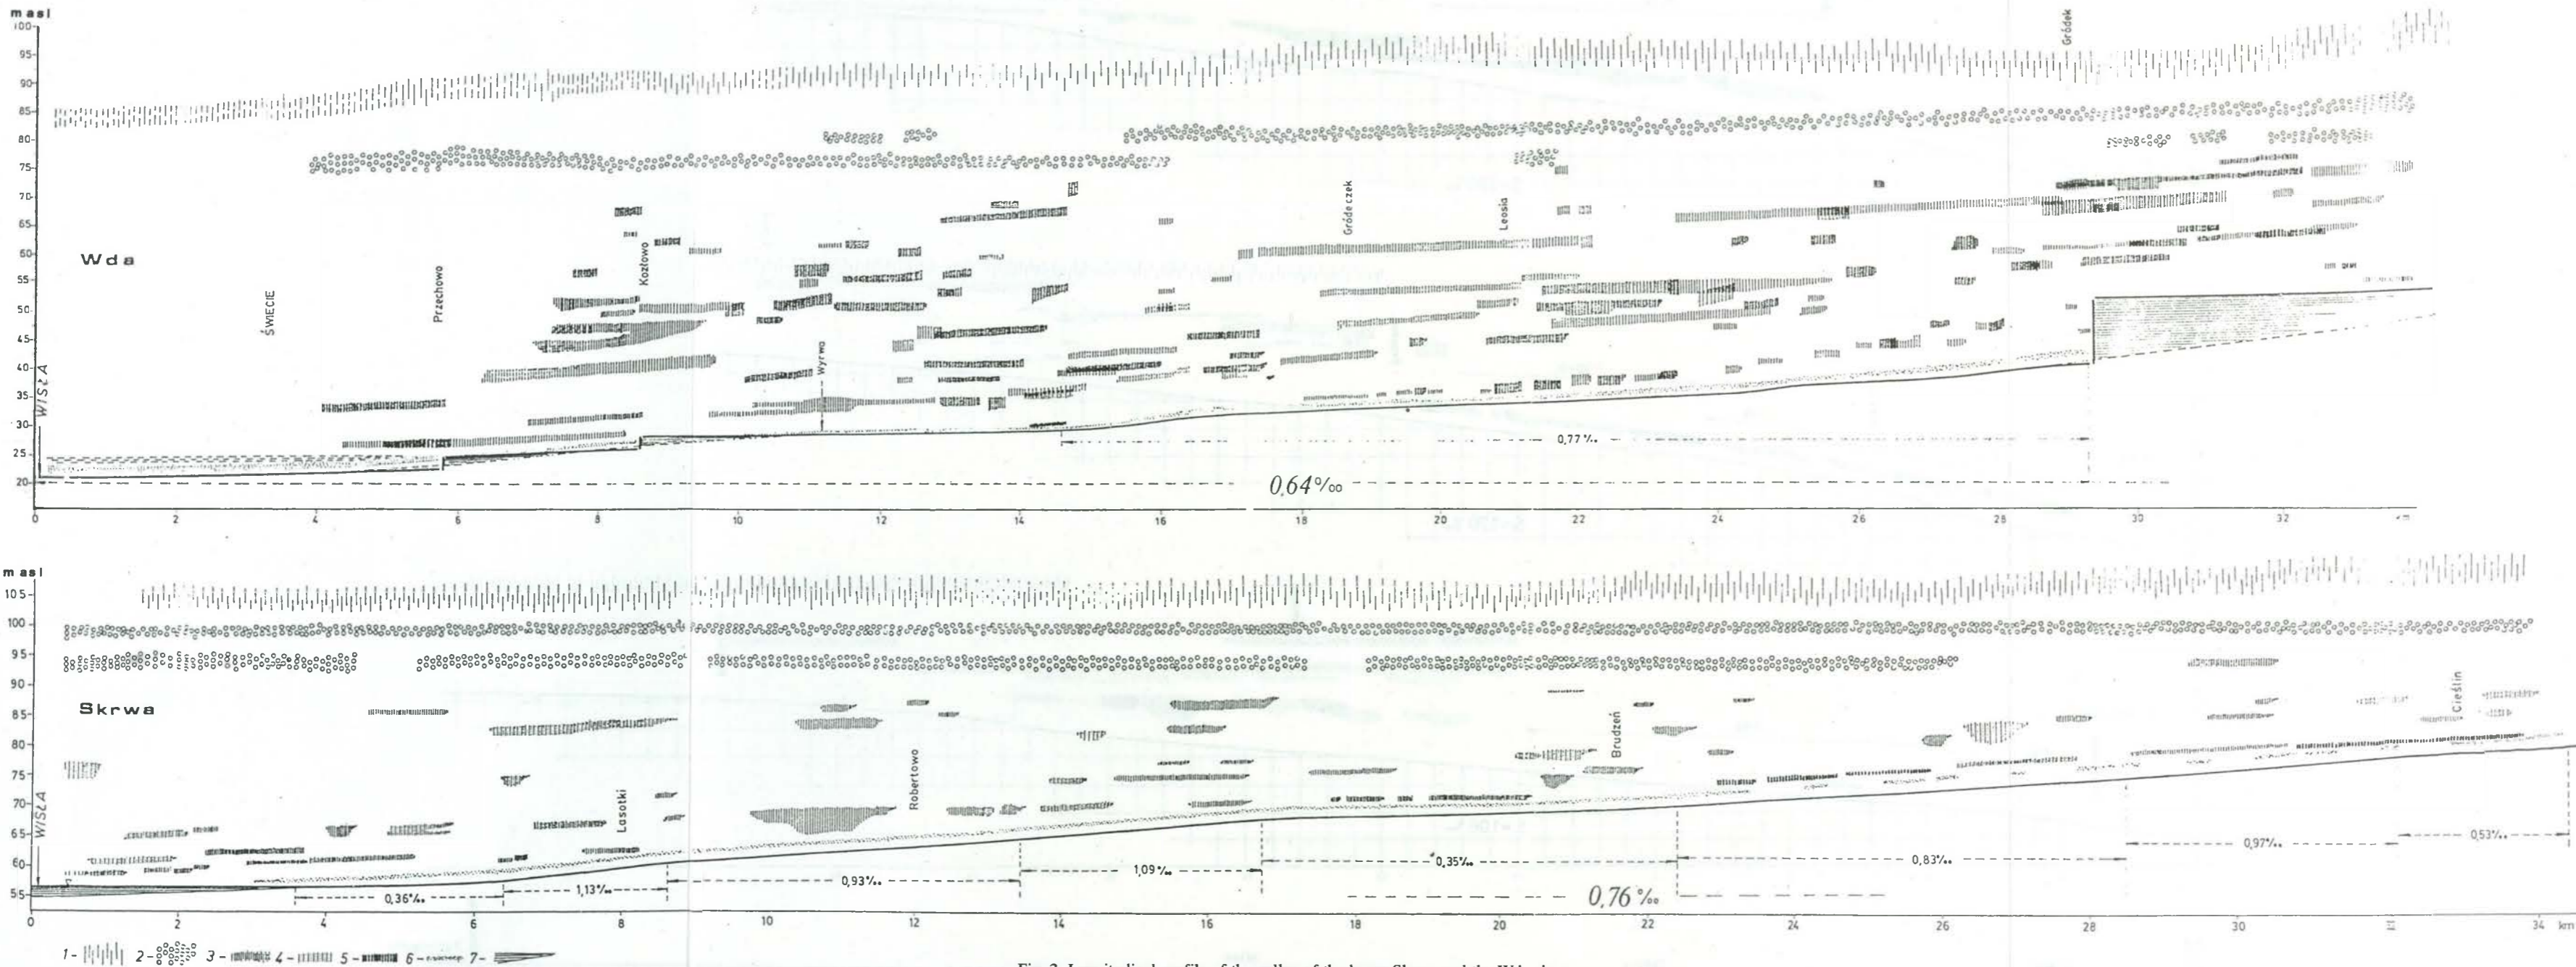 masl
100
95
90
85
80
75
70
65
60
55
50
45
40
35
30
25
20
Wda
WISŁA
ŚWIECIE
Przechowo
Kozłowo
Wyrwa
Gródeczek
Leosia
Gródek
0,77‰
0,64‰
0 2 4 6 8 10 12 14 16 18 20 22 24 26 28 30 32 km
masl
105
100
95
90
85
80
75
70
65
60
55
Skrwa
WISŁA
Lasotki
Robertowo
Brudzeń
Cieślin
0,36‰
1,13‰
0,93‰
1,09‰
0,35‰
0,83‰
0,97‰
0,53‰
0,76‰
0 2 4 6 8 10 12 14 16 18 20 22 24 26 28 30 34 km
1- 2- 3- 4- 5- 6- 7-